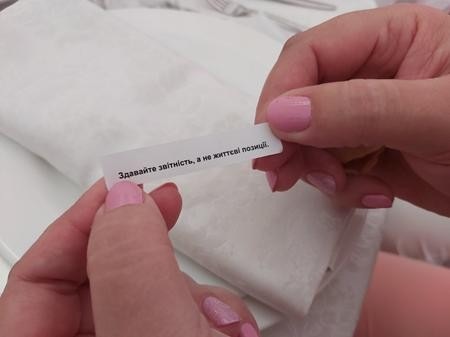 Здавайте звітність, а не життєві позиції.